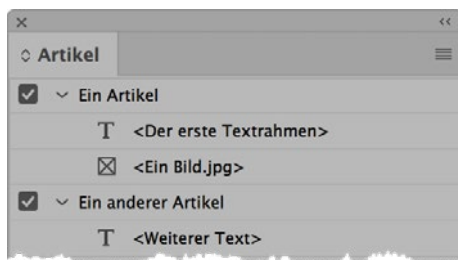 Artikel
Ein Artikel
<Der erste Textrahmen>
<Ein Bild.jpg>
Ein anderer Artikel
<Weiterer Text>